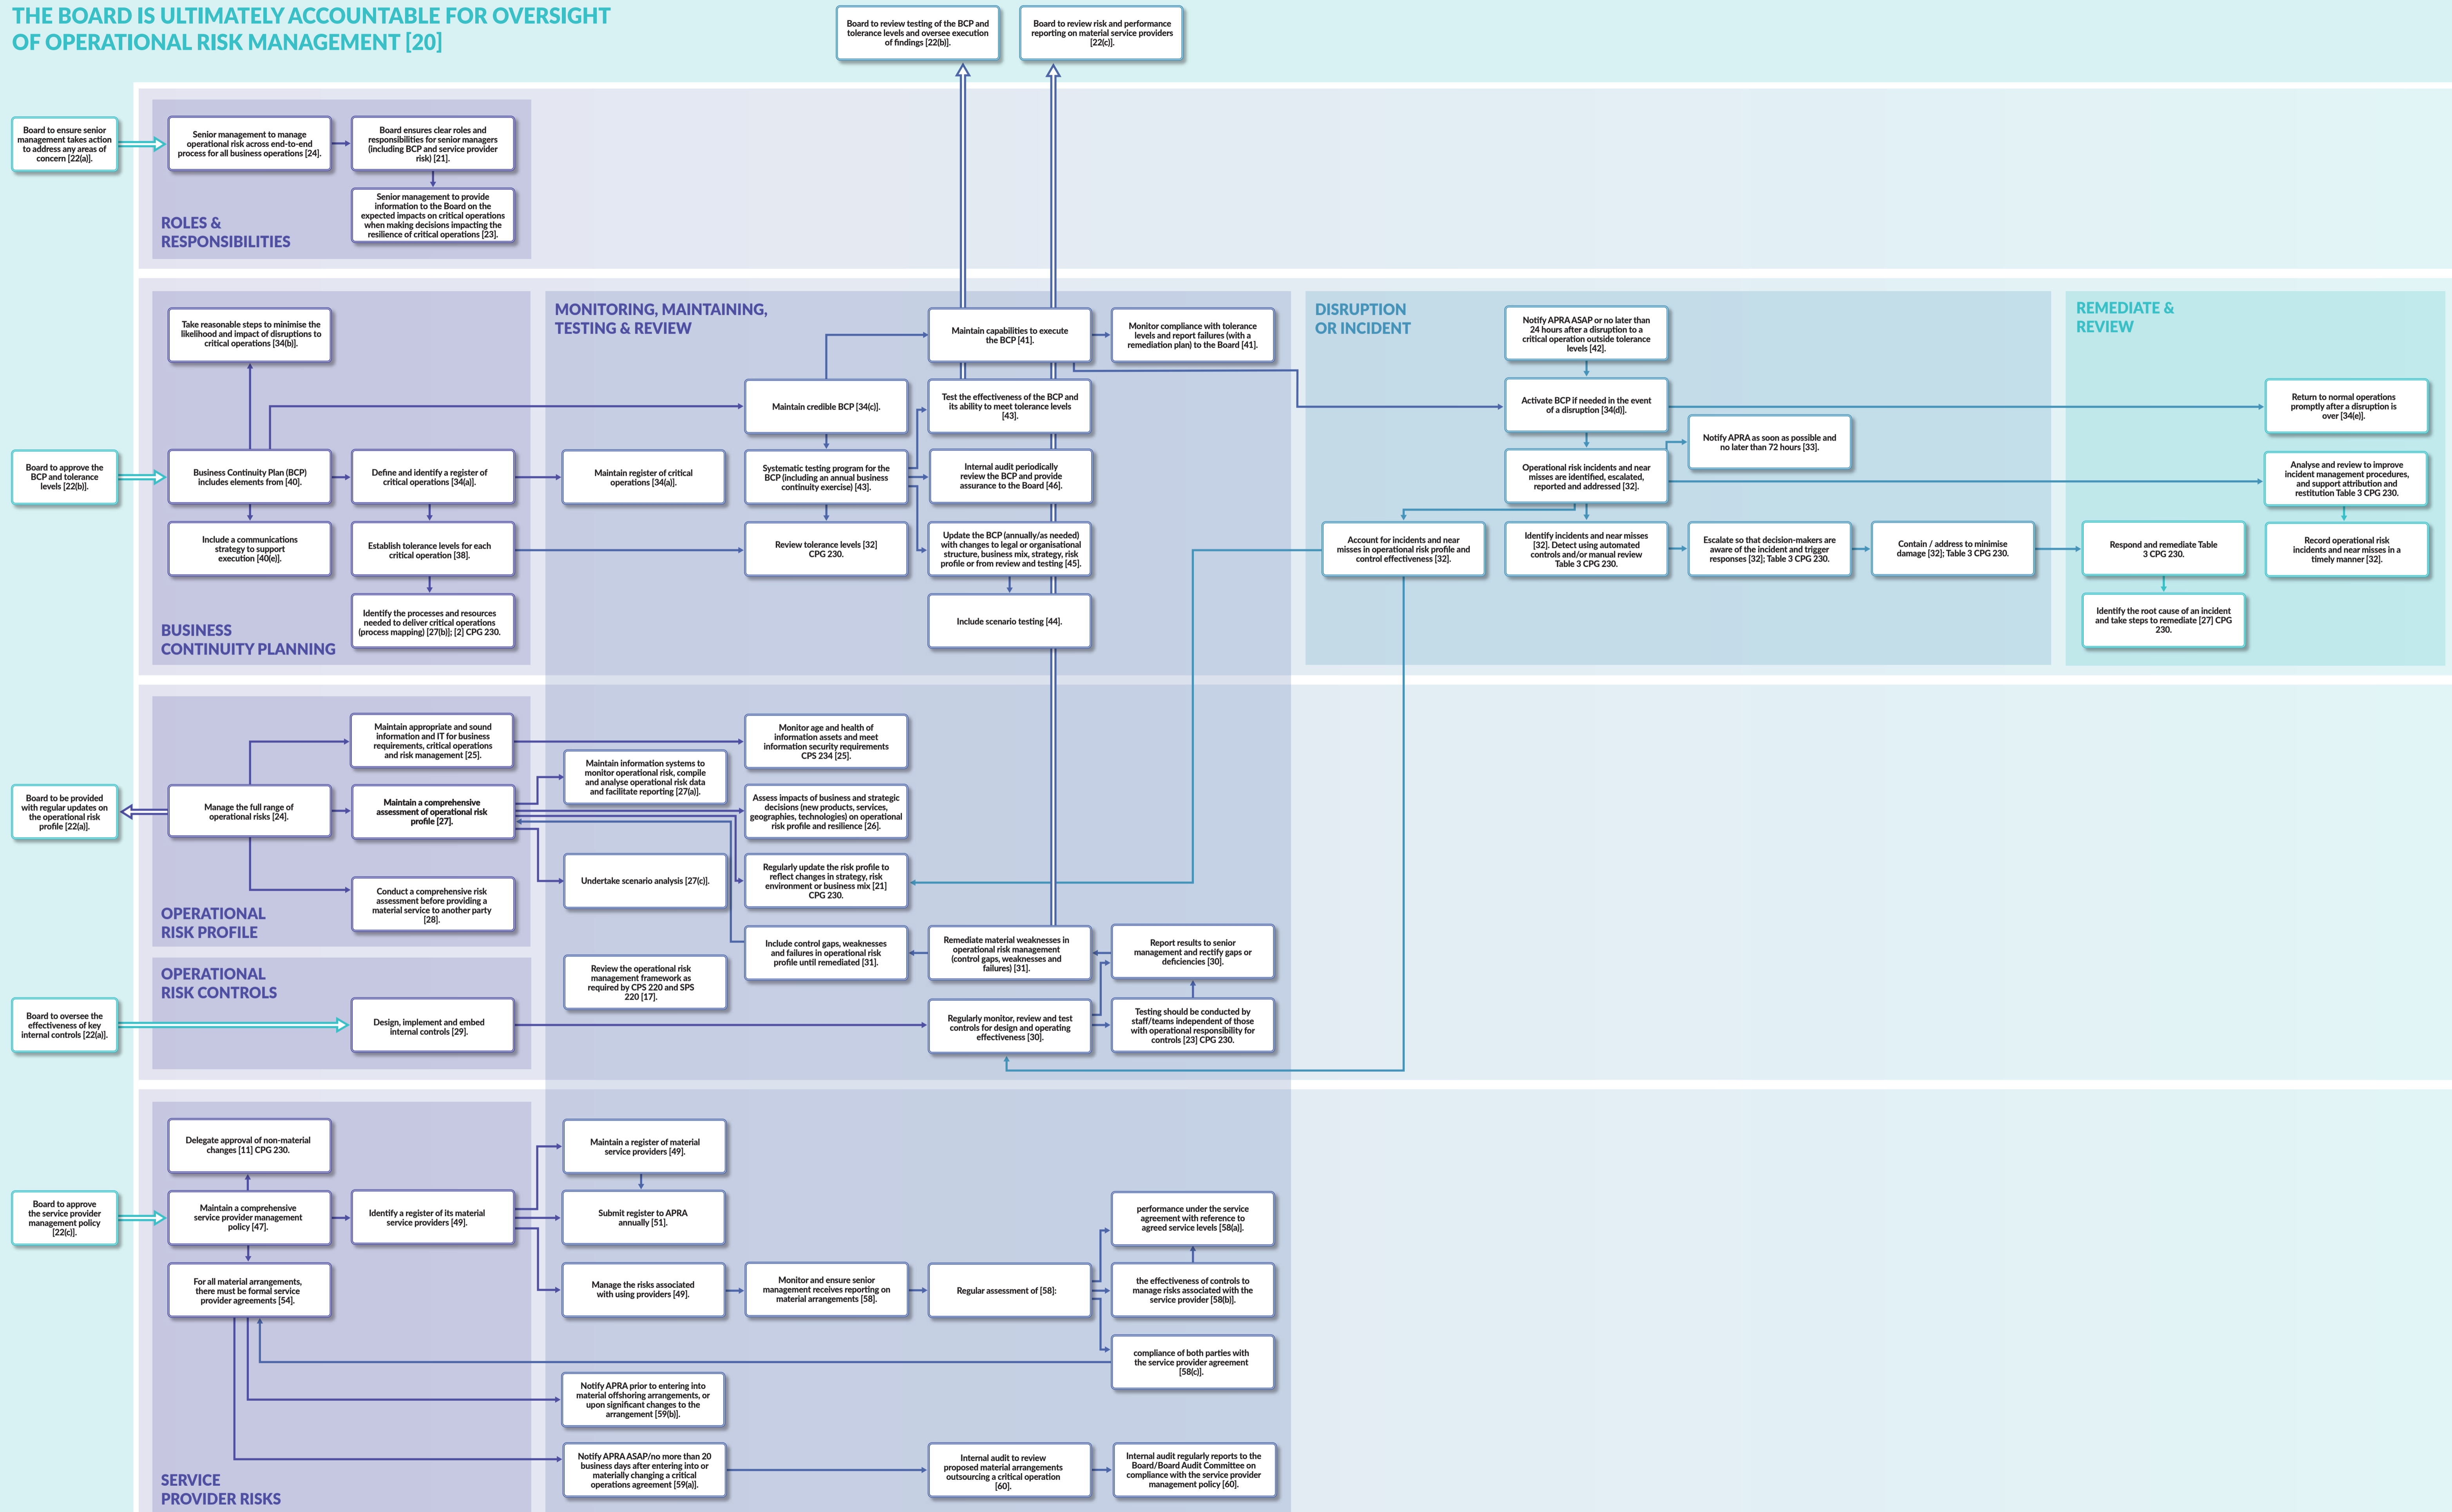 THE BOARD IS ULTIMATELY ACCOUNTABLE FOR OVERSIGHT
OF OPERATIONAL RISK MANAGEMENT [20]
Board to review testing of the BCP and
tolerance levels and oversee execution
of findings [22(b)].
Board to review risk and performance
reporting on material service providers
[22(c)].
Board to ensure senior
management takes action
to address any areas of
concern [22(a)].
Senior management to manage
operational risk across end-to-end
process for all business operations [24].
Board ensures clear roles and
responsibilities for senior managers
(including BCP and service provider
risk) [21].
Senior management to provide
information to the Board on the
expected impacts on critical operations
when making decisions impacting the
resilience of critical operations [23].
ROLES &
RESPONSIBILITIES
Board to approve the
BCP and tolerance
levels [22(b)].
Take reasonable steps to minimise the
likelihood and impact of disruptions to
critical operations [34(b)].
Business Continuity Plan (BCP)
includes elements from [40].
Define and identify a register of
critical operations [34(a)].
Include a communications
strategy to support
execution [40(e)].
Establish tolerance levels for each
critical operation [38].
Identify the processes and resources
needed to deliver critical operations
(process mapping) [27(b)]; [2] CPG 230.
BUSINESS
CONTINUITY PLANNING
MONITORING, MAINTAINING,
TESTING & REVIEW
Maintain capabilities to execute
the BCP [41].
Monitor compliance with tolerance
levels and report failures (with a
remediation plan) to the Board [41].
Maintain credible BCP [34(c)].
Test the effectiveness of the BCP and
its ability to meet tolerance levels
[43].
Maintain register of critical
operations [34(a)].
Systematic testing program for the
BCP (including an annual business
continuity exercise) [43].
Internal audit periodically
review the BCP and provide
assurance to the Board [46].
Review tolerance levels [32]
CPG 230.
Update the BCP (annually/as needed)
with changes to legal or organisational
structure, business mix, strategy, risk
profile or from review and testing [45].
Include scenario testing [44].
DISRUPTION
OR INCIDENT
Notify APRA ASAP or no later than
24 hours after a disruption to a
critical operation outside tolerance
levels [42].
Activate BCP if needed in the event
of a disruption [34(d)].
Notify APRA as soon as possible and
no later than 72 hours [33].
Operational risk incidents and near
misses are identified, escalated,
reported and addressed [32].
Account for incidents and near
misses in operational risk profile and
control effectiveness [32].
Identify incidents and near misses
[32]. Detect using automated
controls and/or manual review
Table 3 CPG 230.
Escalate so that decision-makers are
aware of the incident and trigger
responses [32]; Table 3 CPG 230.
Contain / address to minimise
damage [32]; Table 3 CPG 230.
REMEDIATE &
REVIEW
Return to normal operations
promptly after a disruption is
over [34(e)].
Analyse and review to improve
incident management procedures,
and support attribution and
restitution Table 3 CPG 230.
Respond and remediate Table
3 CPG 230.
Record operational risk
incidents and near misses in a
timely manner [32].
Identify the root cause of an incident
and take steps to remediate [27] CPG
230.
Board to be provided
with regular updates on
the operational risk
profile [22(a)].
Maintain appropriate and sound
information and IT for business
requirements, critical operations
and risk management [25].
Manage the full range of
operational risks [24].
Maintain a comprehensive
assessment of operational risk
profile [27].
Conduct a comprehensive risk
assessment before providing a
material service to another party
[28].
OPERATIONAL
RISK PROFILE
Maintain information systems to
monitor operational risk, compile
and analyse operational risk data
and facilitate reporting [27(a)].
Monitor age and health of
information assets and meet
information security requirements
CPS 234 [25].
Assess impacts of business and strategic
decisions (new products, services,
geographies, technologies) on operational
risk profile and resilience [26].
Undertake scenario analysis [27(c)].
Regularly update the risk profile to
reflect changes in strategy, risk
environment or business mix [21]
CPG 230.
Include control gaps, weaknesses
and failures in operational risk
profile until remediated [31].
Remediate material weaknesses in
operational risk management
(control gaps, weaknesses and
failures) [31].
Report results to senior
management and rectify gaps or
deficiencies [30].
Review the operational risk
management framework as
required by CPS 220 and SPS
220 [17].
OPERATIONAL
RISK CONTROLS
Board to oversee the
effectiveness of key
internal controls [22(a)].
Design, implement and embed
internal controls [29].
Regularly monitor, review and test
controls for design and operating
effectiveness [30].
Testing should be conducted by
staff/teams independent of those
with operational responsibility for
controls [23] CPG 230.
Board to approve
the service provider
management policy
[22(c)].
Delegate approval of non-material
changes [11] CPG 230.
Maintain a comprehensive
service provider management
policy [47].
Identify a register of its material
service providers [49].
For all material arrangements,
there must be formal service
provider agreements [54].
Maintain a register of material
service providers [49].
Submit register to APRA
annually [51].
Manage the risks associated
with using providers [49].
Monitor and ensure senior
management receives reporting on
material arrangements [58].
Regular assessment of [58]:
performance under the service
agreement with reference to
agreed service levels [58(a)].
the effectiveness of controls to
manage risks associated with the
service provider [58(b)].
compliance of both parties with
the service provider agreement
[58(c)].
Notify APRA prior to entering into
material offshoring arrangements, or
upon significant changes to the
arrangement [59(b)].
Notify APRA ASAP/no more than 20
business days after entering into or
materially changing a critical
operations agreement [59(a)].
Internal audit to review
proposed material arrangements
outsourcing a critical operation
[60].
Internal audit regularly reports to the
Board/Board Audit Committee on
compliance with the service provider
management policy [60].
SERVICE
PROVIDER RISKS